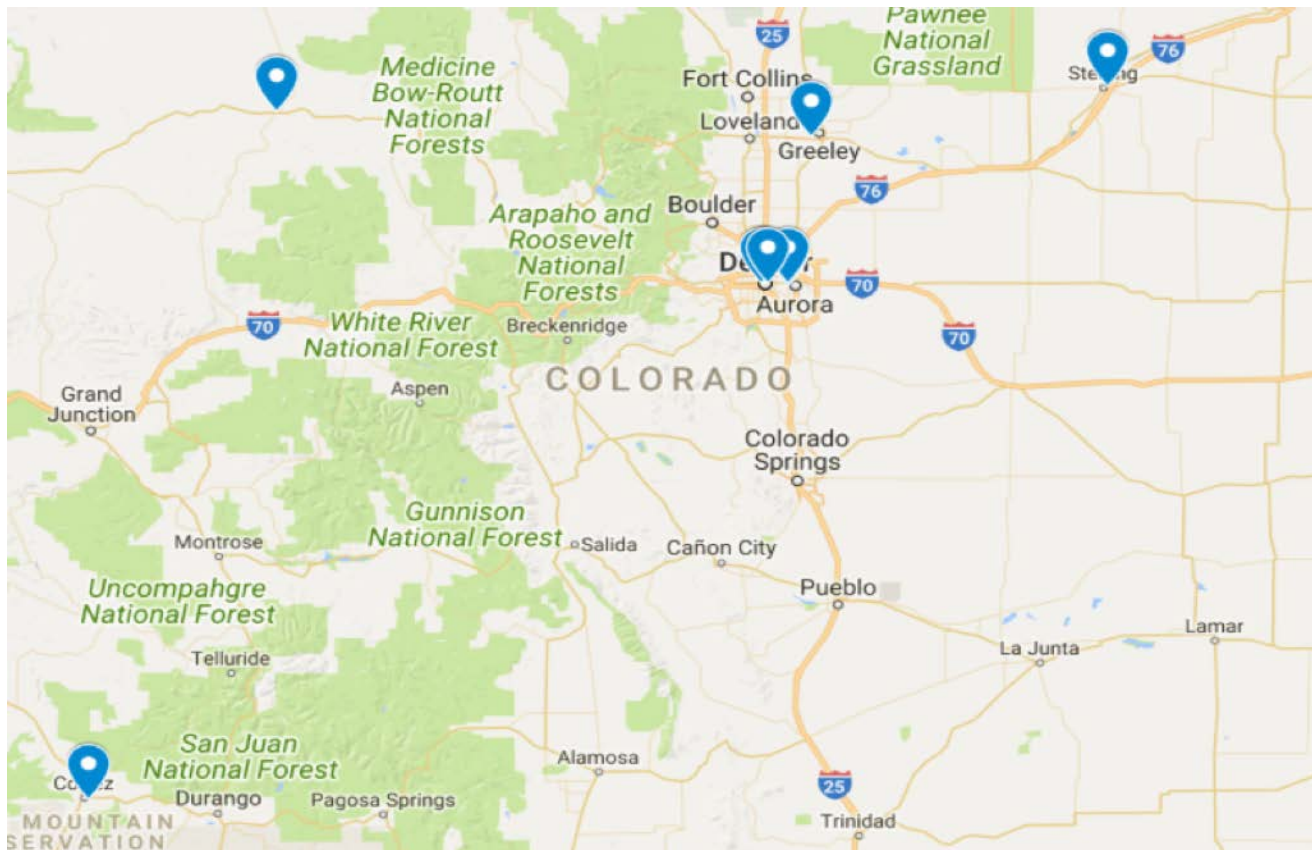 Pawnee
National
Grassland
25
76
Medicine
Bow-Routt
National
Forests
Fort Collins
Loveland
Greeley
76
Boulder
Arapaho and
Roosevelt
National
Forests
Aurora
70
70
70
White River
National Forest
Breckenridge
COLORADO
Aspen
Grand
Junction
Colorado
Springs
Gunnison
National Forest
Salida
Montrose
Cañon City
Uncompahgre
National Forest
Pueblo
Lamar
La Junta
Telluride
San Juan
National Forest
Alamosa
25
Durango
Pagosa Springs
MOUNTAIN
SERVATION
Trinidad